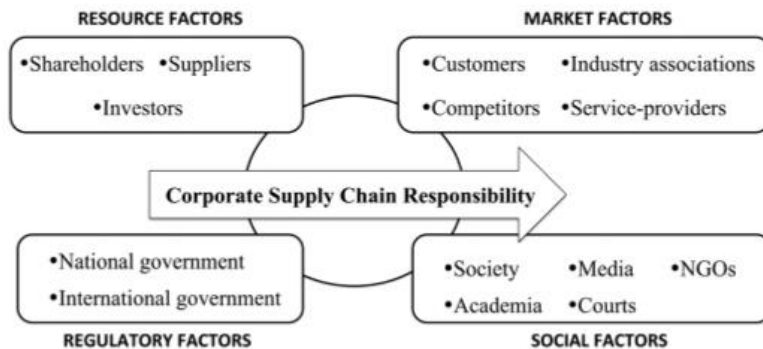 RESOURCE FACTORS
•Shareholders •Suppliers
•Investors
MARKET FACTORS
•Customers •Industry associations
•Competitors •Service-providers
Corporate Supply Chain Responsibility
•National government
•International government
REGULATORY FACTORS
•Society •Media •NGOs
•Academia •Courts
SOCIAL FACTORS